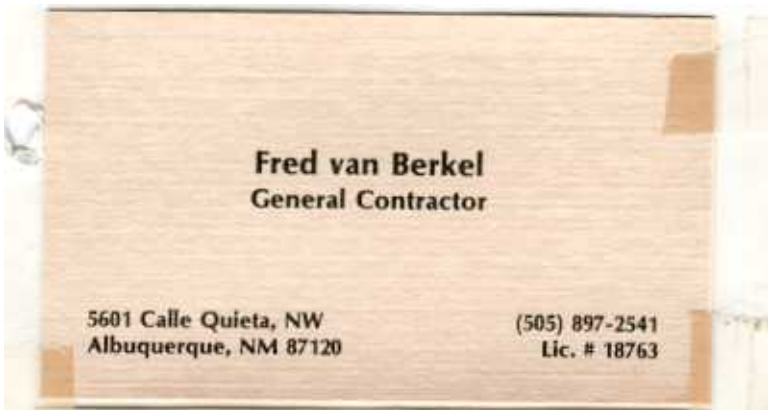 Fred van Berkel
General Contractor
5601 Calle Quieta, NW
Albuquerque, NM 87120
(505) 897-2541
Lic. # 18763